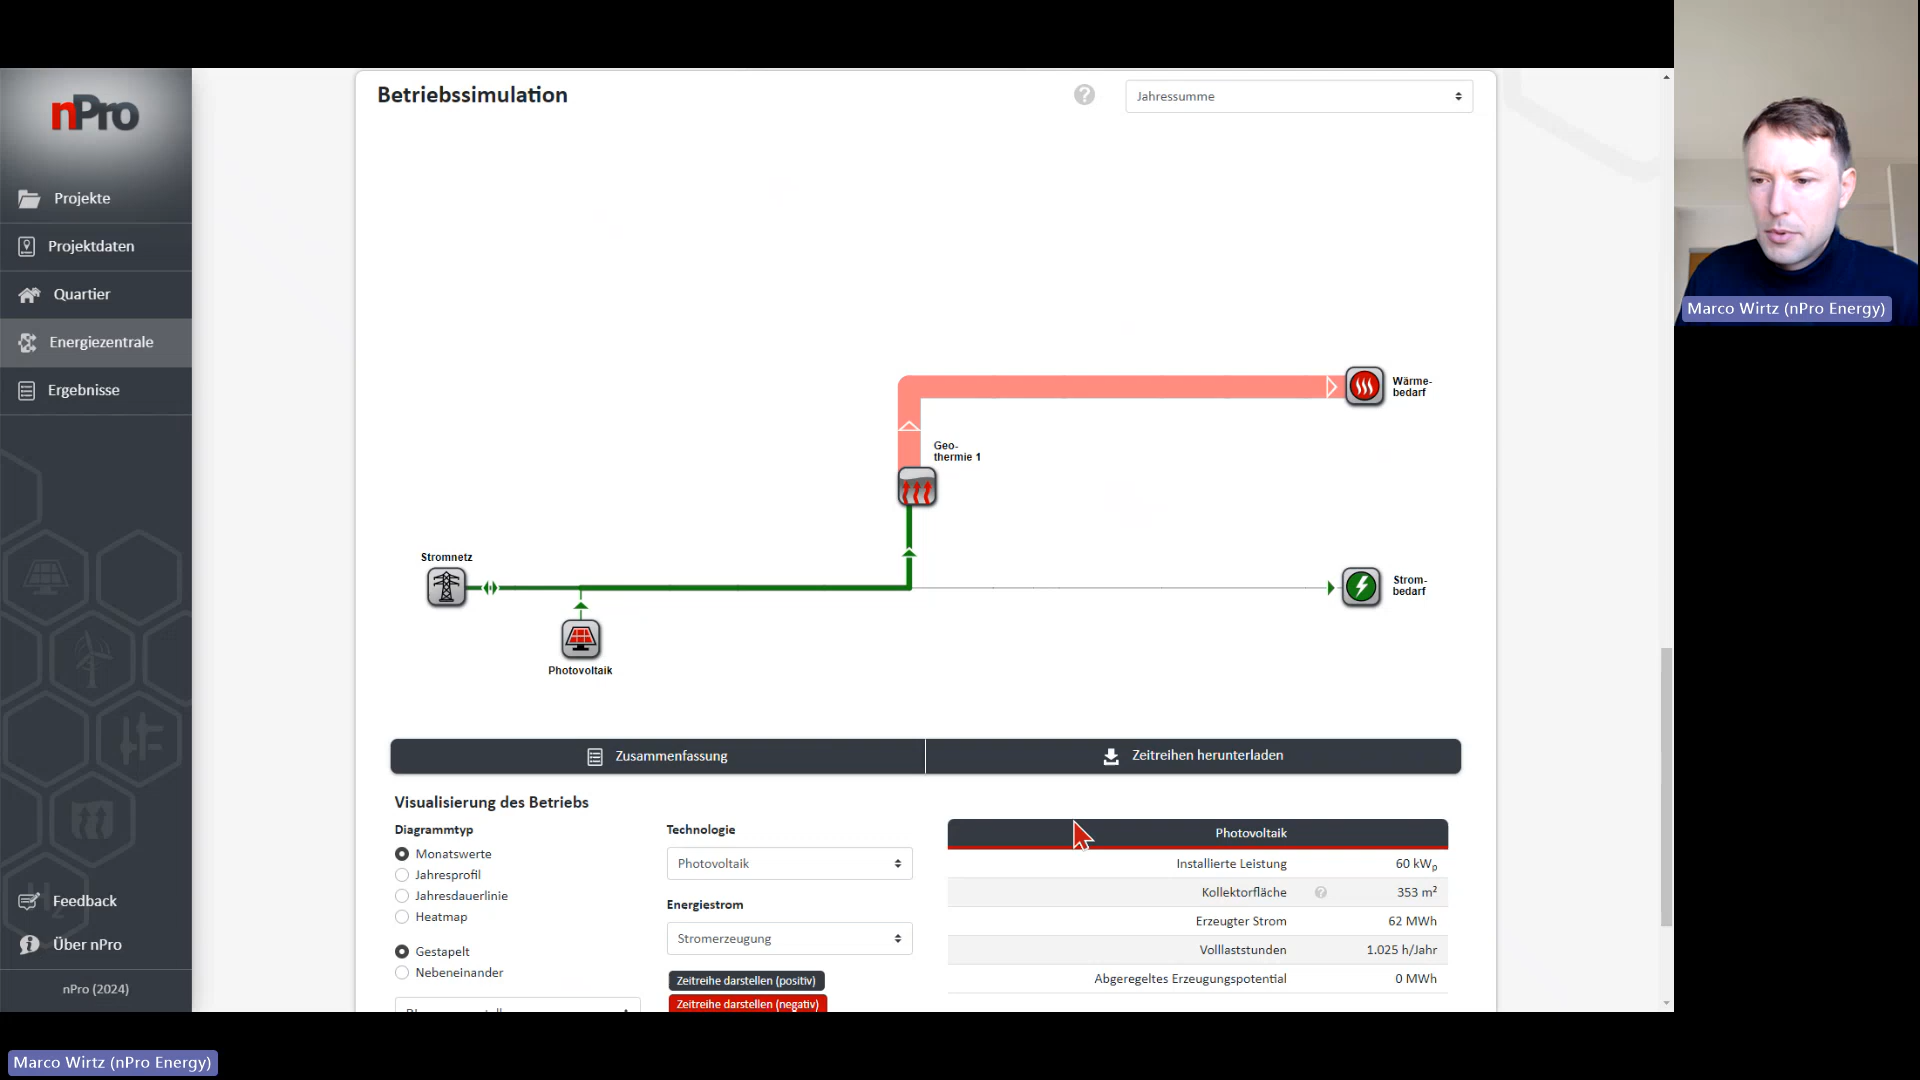 nPro
Projekte
Projektdaten
Quartier
Energiezentrale
Ergebnisse
Feedback
Über nPro
nPro (2024)
Betriebssimulation
?
Jahressumme
Wärme-
bedarf
Geo-
thermie 1
Stromnetz
Strom-
bedarf
Photovoltaik
Zusammenfassung
Zeitreihen herunterladen
Visualisierung des Betriebs
Diagrammtyp
Monatswerte
Jahresprofil
Jahresdauerlinie
Heatmap
Gestapelt
Nebeneinander
Technologie
Photovoltaik
Energiestrom
Stromerzeugung
Zeitreihe darstellen (positiv)
Zeitreihe darstellen (negativ)
Photovoltaik
Installierte Leistung 60 kWp
Kollektorfläche ? 353 m²
Erzeugter Strom 62 MWh
Volllaststunden 1.025 h/Jahr
Abgeregeltes Erzeugungspotential 0 MWh
Marco Wirtz (nPro Energy)
Marco Wirtz (nPro Energy)